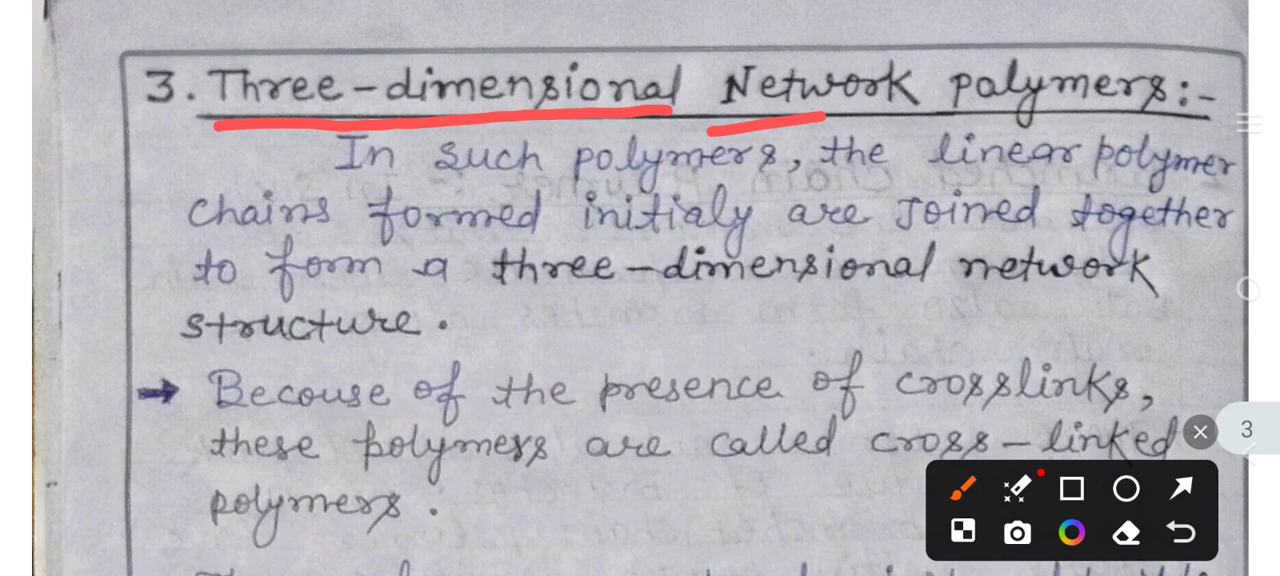 3. Three-dimensional Network polymers:-
In such polymers, the linear polymer
chains formed initialy are Joined together
to form a three-dimensional network
structure.
→ Becouse of the presence of crosslinks,
these polymers are called cross-linked
polymers.
3